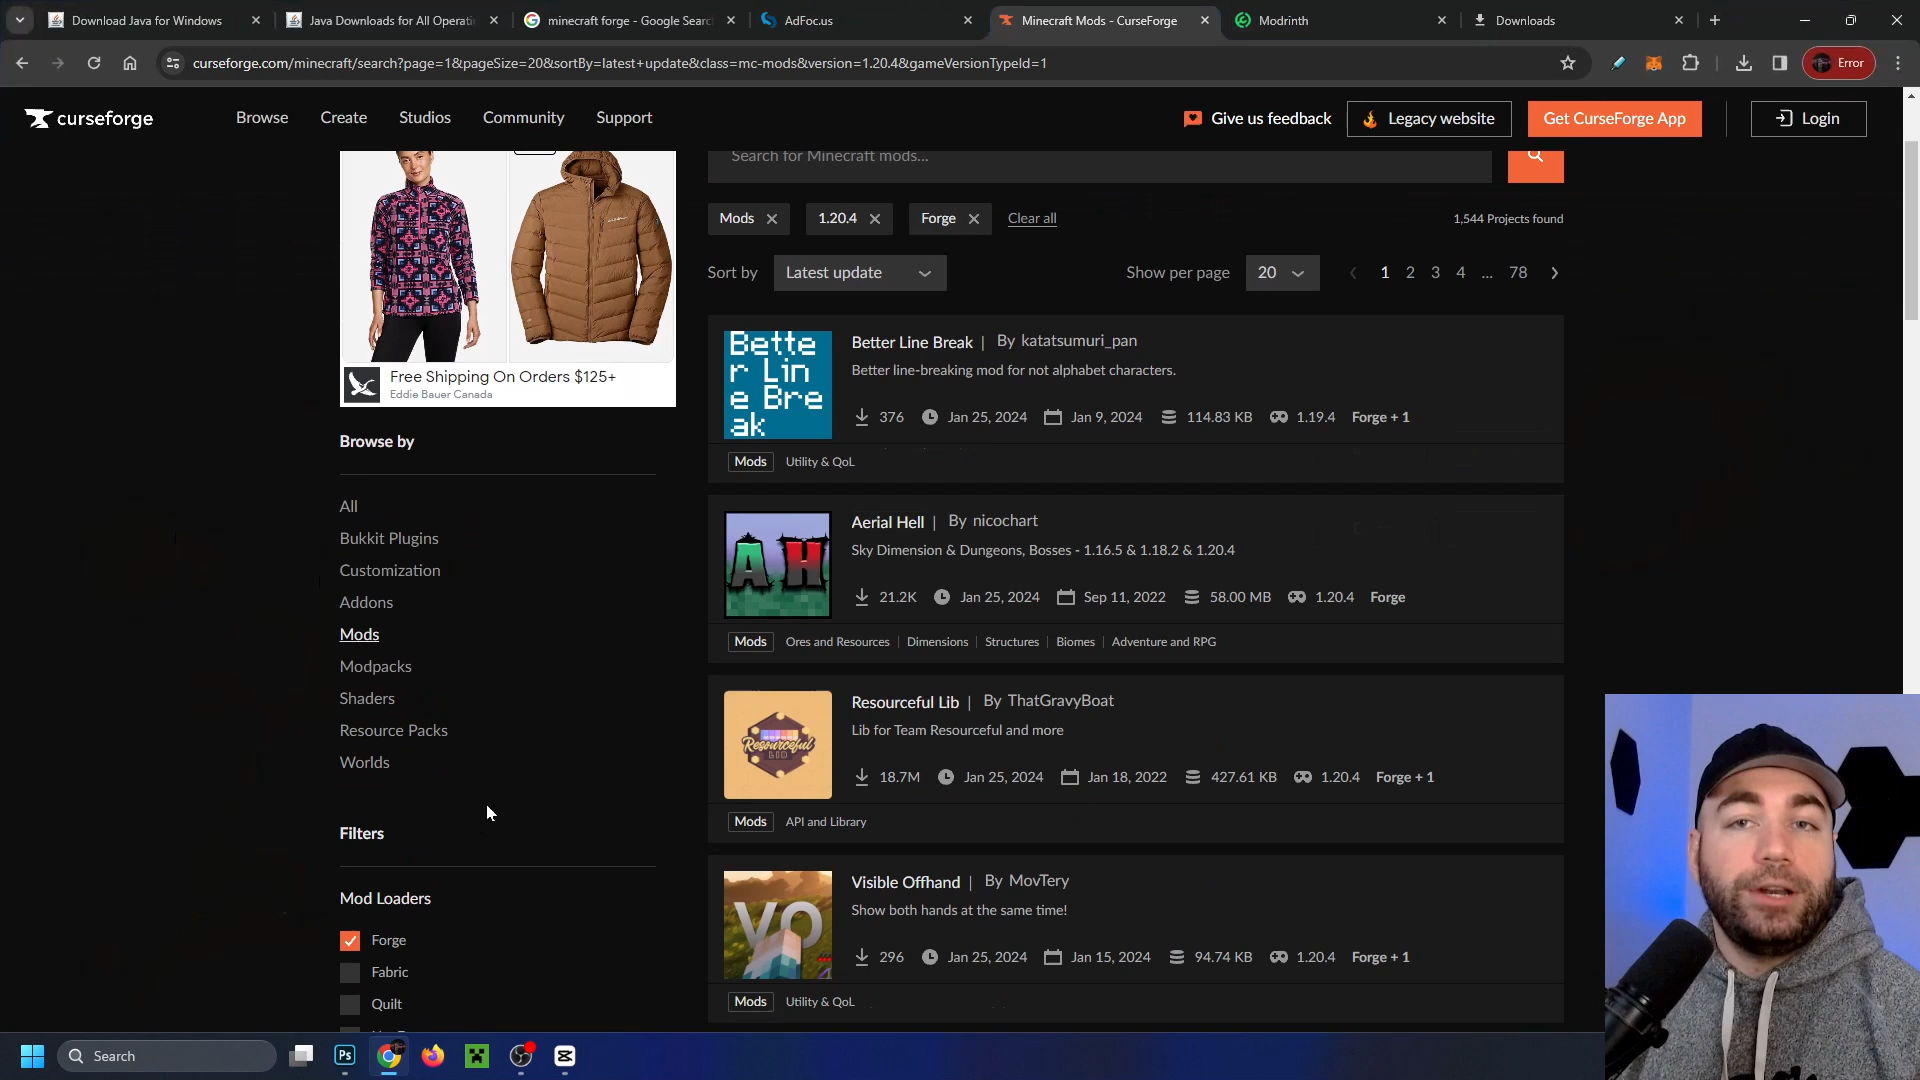 Download Java for Windows
Java Downloads for All Operati
minecraft forge - Google Searc
AdFoc.us
Minecraft Mods - CurseForge
Modrinth
Downloads
curseforge.com/minecraft/search?page=1&pageSize=20&sortBy=latest+update&class=mc-mods&version=1.20.4&gameVersionTypeId=1
Error
curseforge
Browse
Create
Studios
Community
Support
Give us feedback
Legacy website
Get CurseForge App
Login
Search for Minecraft mods...
Mods
1.20.4
Forge
Clear all
1,544 Projects found
Sort by
Latest update
Show per page
20
1 2 3 4 ... 78
Free Shipping On Orders $125+
Eddie Bauer Canada
Browse by
All
Bukkit Plugins
Customization
Addons
Mods
Modpacks
Shaders
Resource Packs
Worlds
Filters
Mod Loaders
Forge
Fabric
Quilt
Bette
r Lin
e Bre
ak
Better Line Break | By katatsumuri_pan
Better line-breaking mod for not alphabet characters.
376 Jan 25, 2024 Jan 9, 2024 114.83 KB 1.19.4 Forge + 1
Mods Utility & QoL
AH
Aerial Hell | By nicochart
Sky Dimension & Dungeons, Bosses - 1.16.5 & 1.18.2 & 1.20.4
21.2K Jan 25, 2024 Sep 11, 2022 58.00 MB 1.20.4 Forge
Mods Ores and Resources | Dimensions | Structures | Biomes | Adventure and RPG
Resourceful
LIB
Resourceful Lib | By ThatGravyBoat
Lib for Team Resourceful and more
18.7M Jan 25, 2024 Jan 18, 2022 427.61 KB 1.20.4 Forge + 1
Mods API and Library
VO
Visible Offhand | By MovTery
Show both hands at the same time!
296 Jan 25, 2024 Jan 15, 2024 94.74 KB 1.20.4 Forge + 1
Mods Utility & QoL
Search
Ps